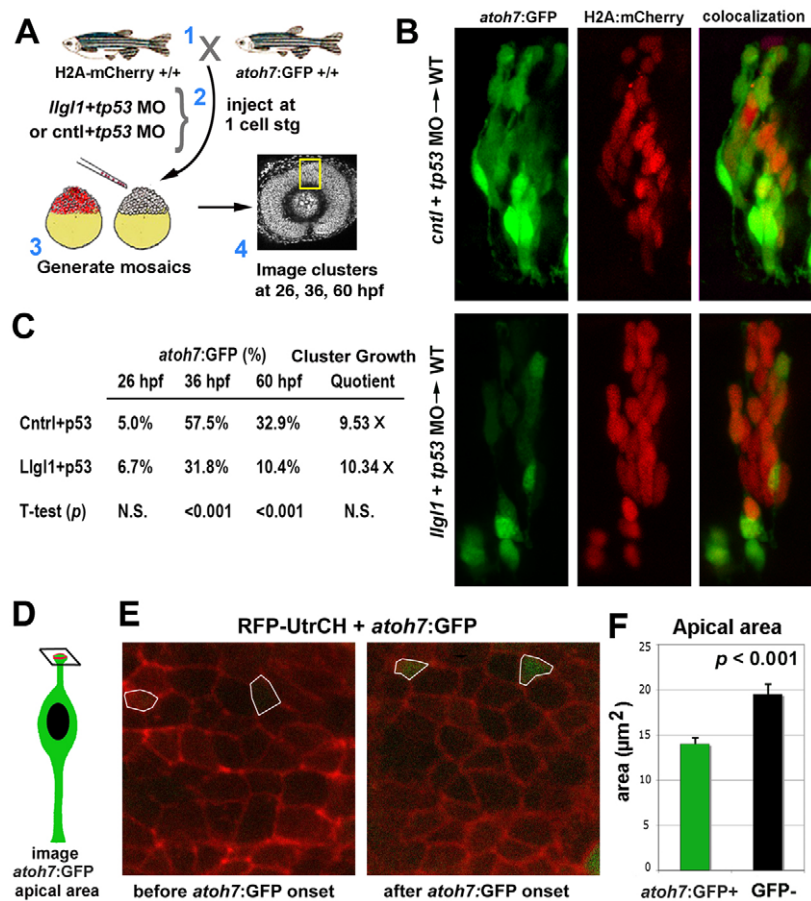 A
1
X
H2A-mCherry +/+
atoh7:GFP +/+
llgl1+tp53 MO
or cntl+tp53 MO
}
2
inject at
1 cell stg
3
Generate mosaics
4
Image clusters
at 26, 36, 60 hpf
B
atoh7:GFP
H2A:mCherry
colocalization
cntl + tp53 MO → WT
llgl1 + tp53 MO → WT
C
atoh7:GFP (%)
Cluster Growth
26 hpf 36 hpf 60 hpf Quotient
Cntrl+p53 5.0% 57.5% 32.9% 9.53 X
Llgl1+p53 6.7% 31.8% 10.4% 10.34 X
T-test (p) N.S. <0.001 <0.001 N.S.
D
image
atoh7:GFP
apical area
E
RFP-UtrCH + atoh7:GFP
before atoh7:GFP onset
after atoh7:GFP onset
F
Apical area
p < 0.001
area (µm2)
25
20
15
10
5
0
atoh7:GFP+
GFP-